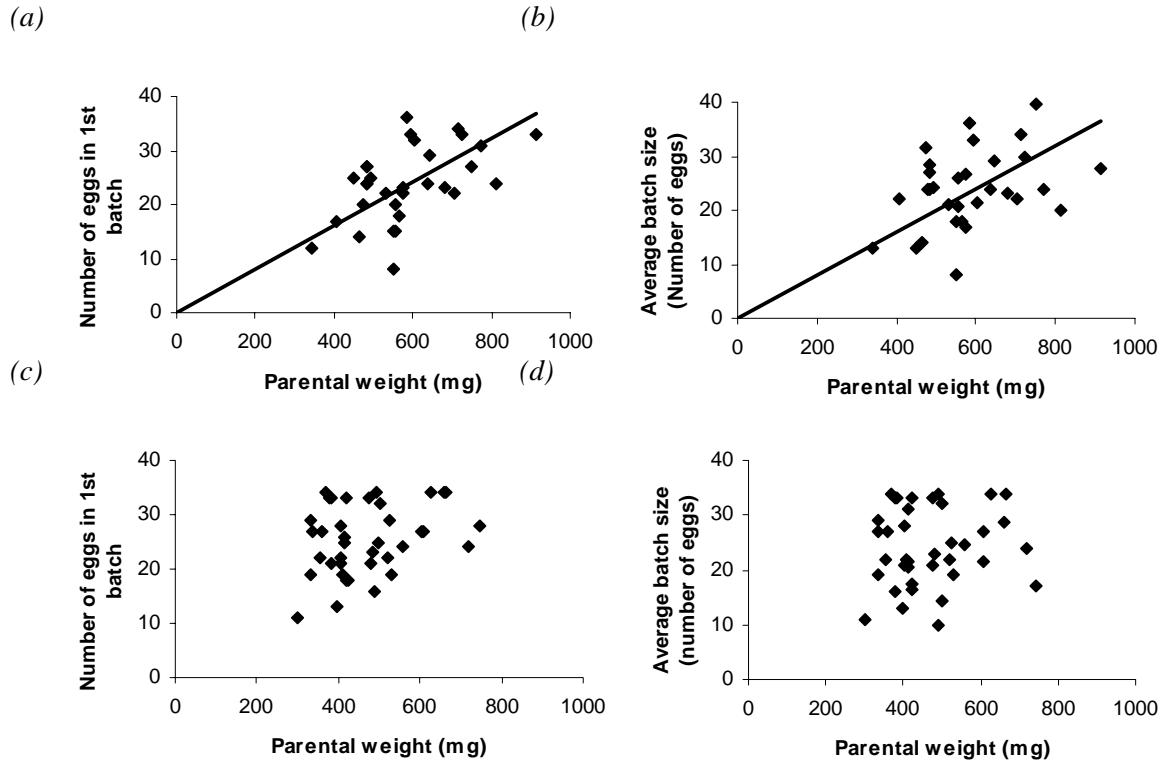 (a)
Number of eggs in 1st
batch
40
30
20
10
0
0 200 400 600 800 1000
Parental weight (mg)
(b)
Average batch size
(Number of eggs)
40
30
20
10
0
0 200 400 600 800 1000
Parental weight (mg)
(c)
Number of eggs in 1st
batch
40
30
20
10
0
0 200 400 600 800 1000
Parental weight (mg)
(d)
Average batch size
(number of eggs)
40
30
20
10
0
0 200 400 600 800 1000
Parental weight (mg)